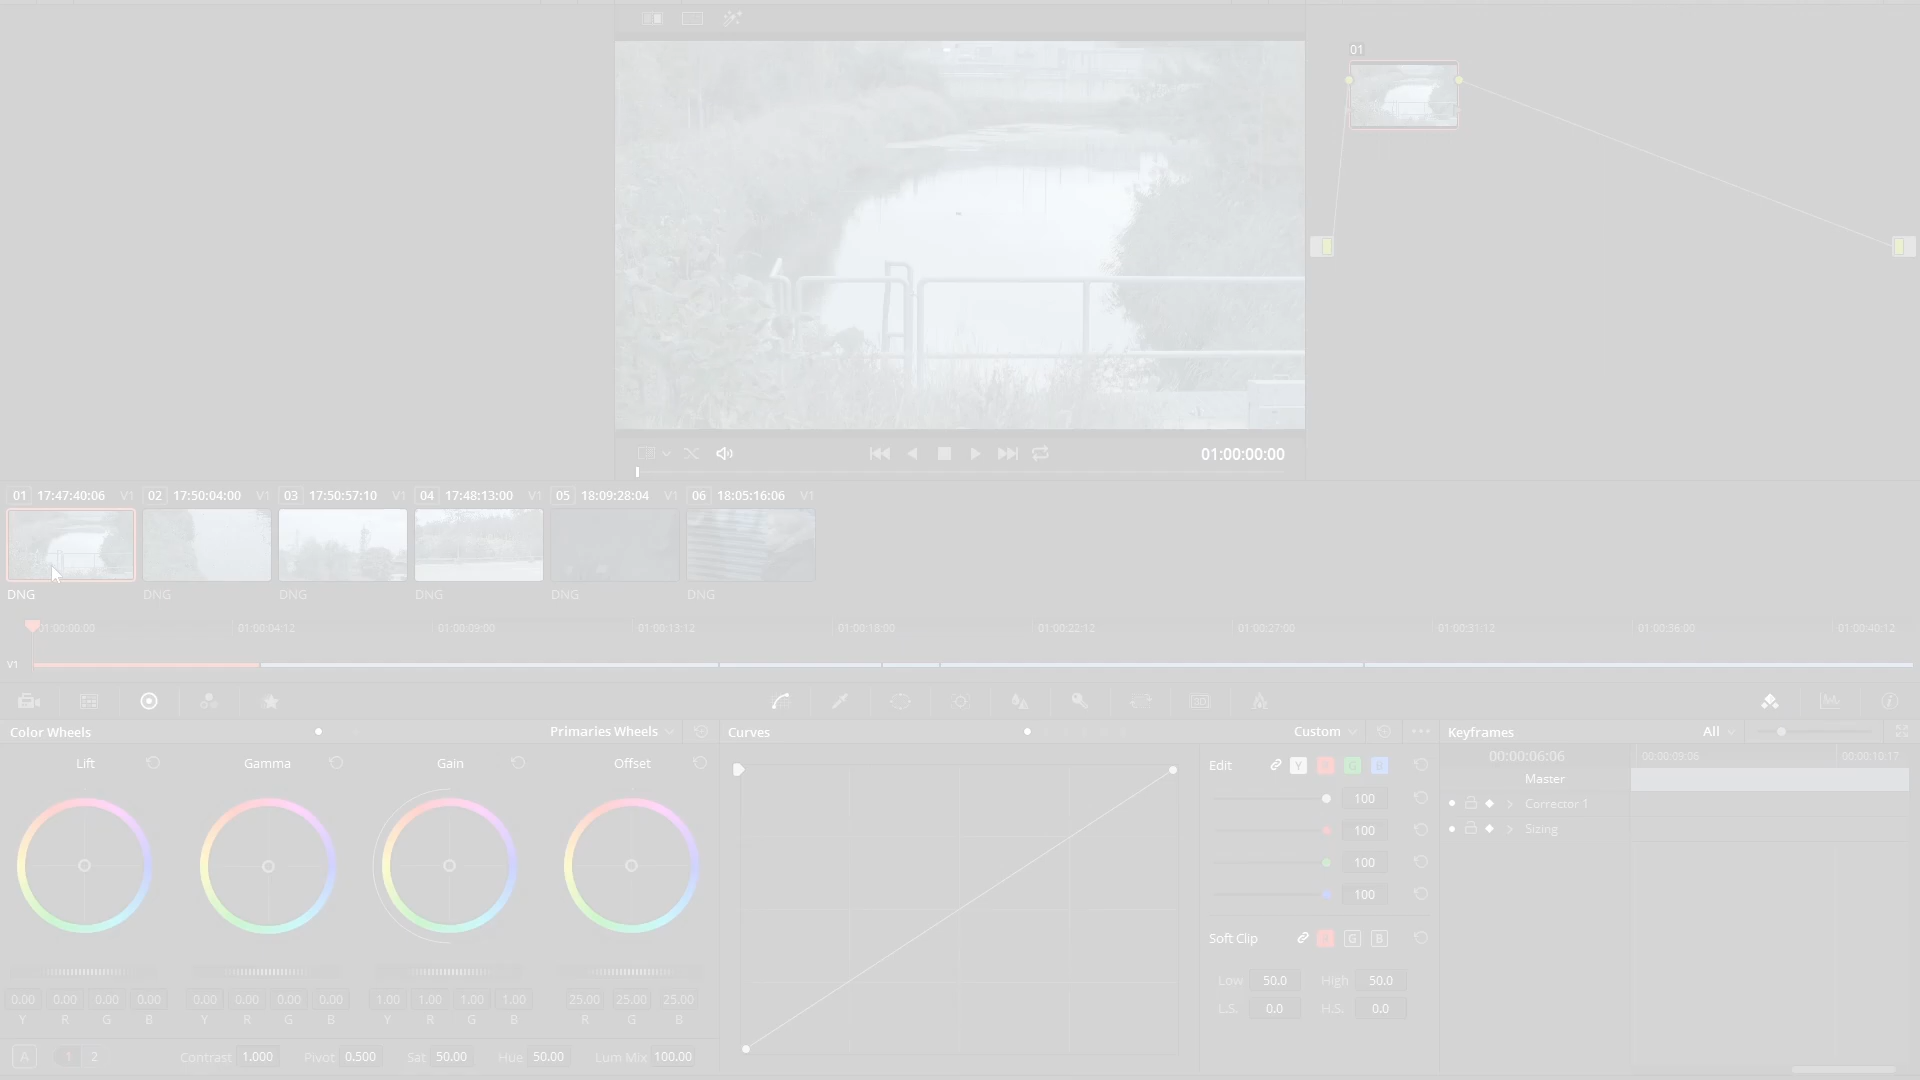 01
01:00:00:00
01 17:47:40:06 V1 02 17:50:04:00 V1 03 17:50:57:10 V1 04 17:48:13:00 V1 05 18:09:28:04 V1 06 18:05:16:06 V1
DNG DNG DNG DNG DNG DNG
01:00:00:00 01:00:04:12 01:00:09:00 01:00:13:12 01:00:18:00 01:00:22:12 01:00:27:00 01:00:31:12 01:00:36:00 01:00:40:12
V1
3D
Color Wheels Primaries Wheels Curves Custom Keyframes All
00:00:06:06 00:00:09:06 00:00:18:17
Lift Gamma Gain Offset Edit Y R G B
Master
100 Corrector 1
100 Sizing
100
100
Soft Clip R G B
Low 50.0 High 50.0
0.00 0.00 0.00 0.00 0.00 0.00 0.00 0.00 1.00 1.00 1.00 1.00 25.00 25.00 25.00
L.S. 0.0 H.S. 0.0
Y R G B Y R G B Y R G B R G B
A 1 2 Contrast 1.000 Pivot 0.500 Sat 50.00 Hue 50.00 Lum Mix 100.00